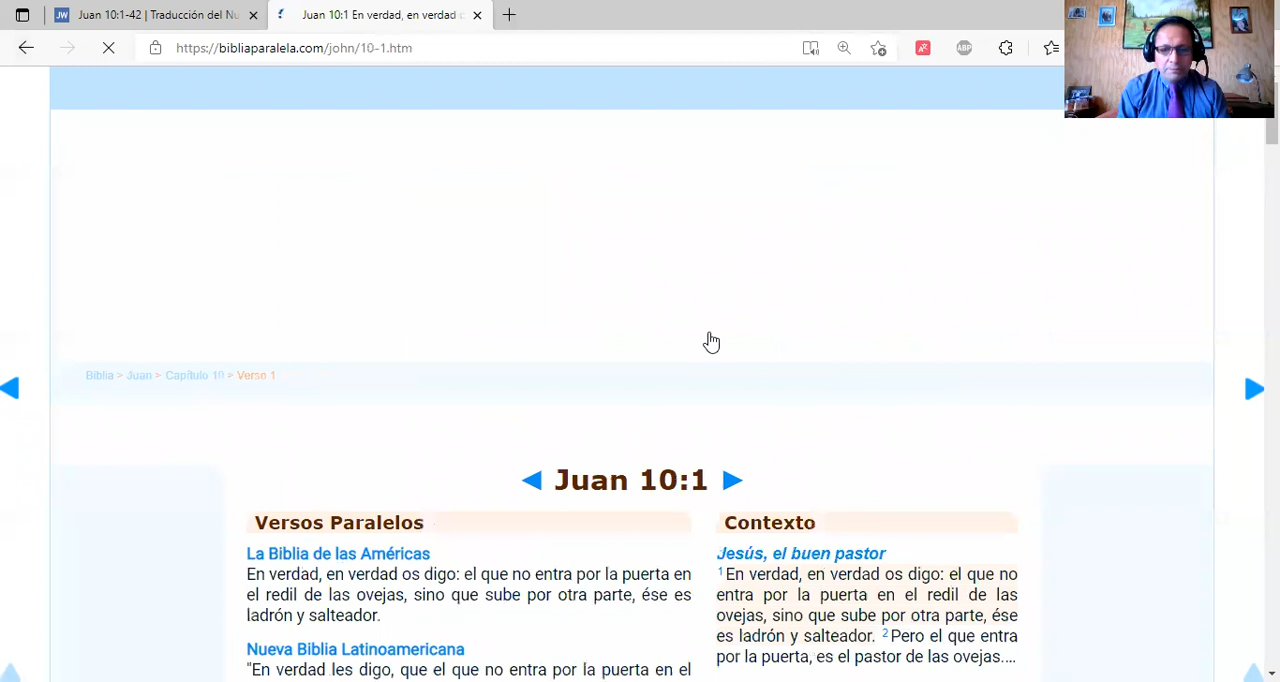 Juan 10:1-42 | Traducción del Nu
Juan 10:1 En verdad, en verdad
https://bibliaparalela.com/john/10-1.htm
ABP
Biblia > Juan > Capítulo 10 > Verse 1
Juan 10:1
Versos Paralelos
La Biblia de las Américas
En verdad, en verdad os digo: el que no entra por la puerta en
el redil de las ovejas, sino que sube por otra parte, ése es
ladrón y salteador.
Nueva Biblia Latinoamericana
"En verdad les digo, que el que no entra por la puerta en el
Contexto
Jesús, el buen pastor
1 En verdad, en verdad os digo: el que no
entra por la puerta en el redil de las
ovejas, sino que sube por otra parte, ése
es ladrón y salteador. 2 Pero el que entra
por la puerta, es el pastor de las ovejas.…